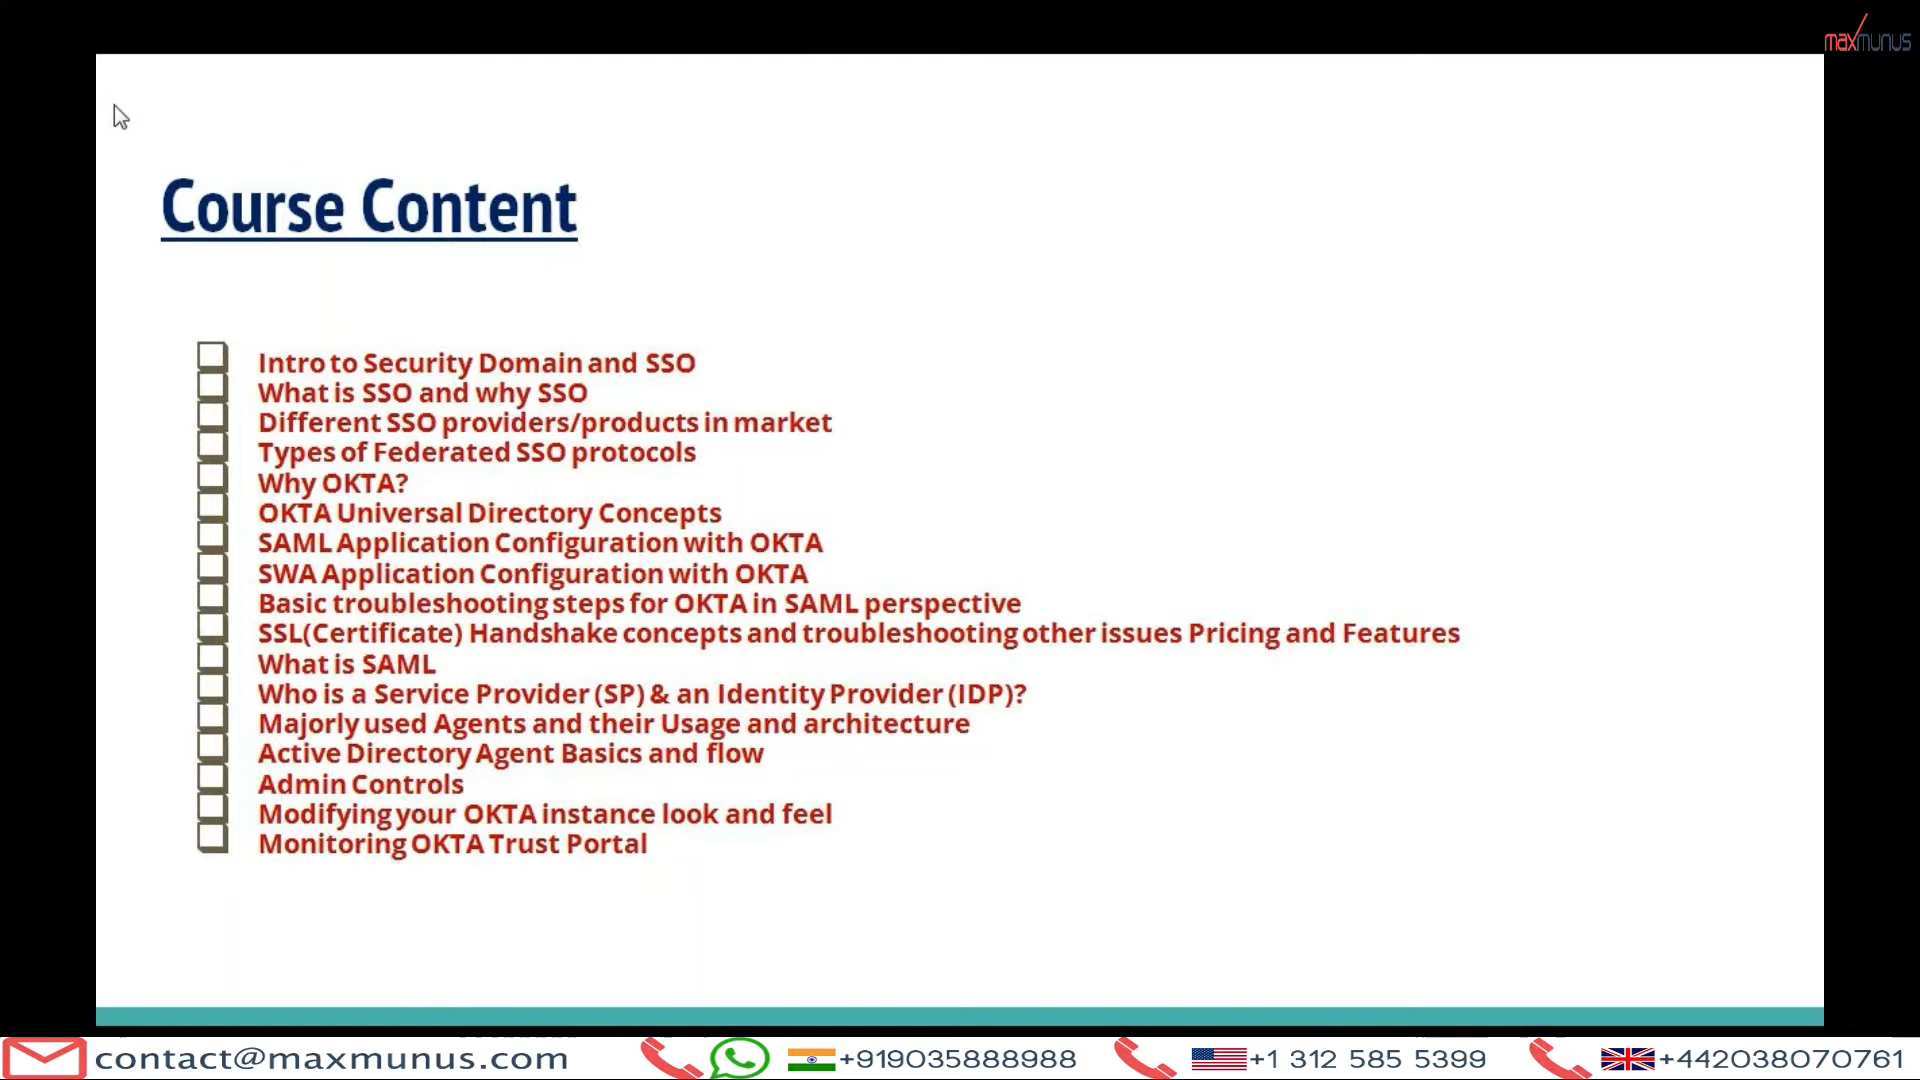 maxmunus
Course Content
Intro to Security Domain and SSO
What is SSO and why SSO
Different SSO providers/products in market
Types of Federated SSO protocols
Why OKTA?
OKTA Universal Directory Concepts
SAML Application Configuration with OKTA
SWA Application Configuration with OKTA
Basic troubleshooting steps for OKTA in SAML perspective
SSL(Certificate) Handshake concepts and troubleshooting other issues Pricing and Features
What is SAML
Who is a Service Provider (SP) & an Identity Provider (IDP)?
Majorly used Agents and their Usage and architecture
Active Directory Agent Basics and flow
Admin Controls
Modifying your OKTA instance look and feel
Monitoring OKTA Trust Portal
contact@maxmunus.com +919035888988 +1 312 585 5399 +442038070761